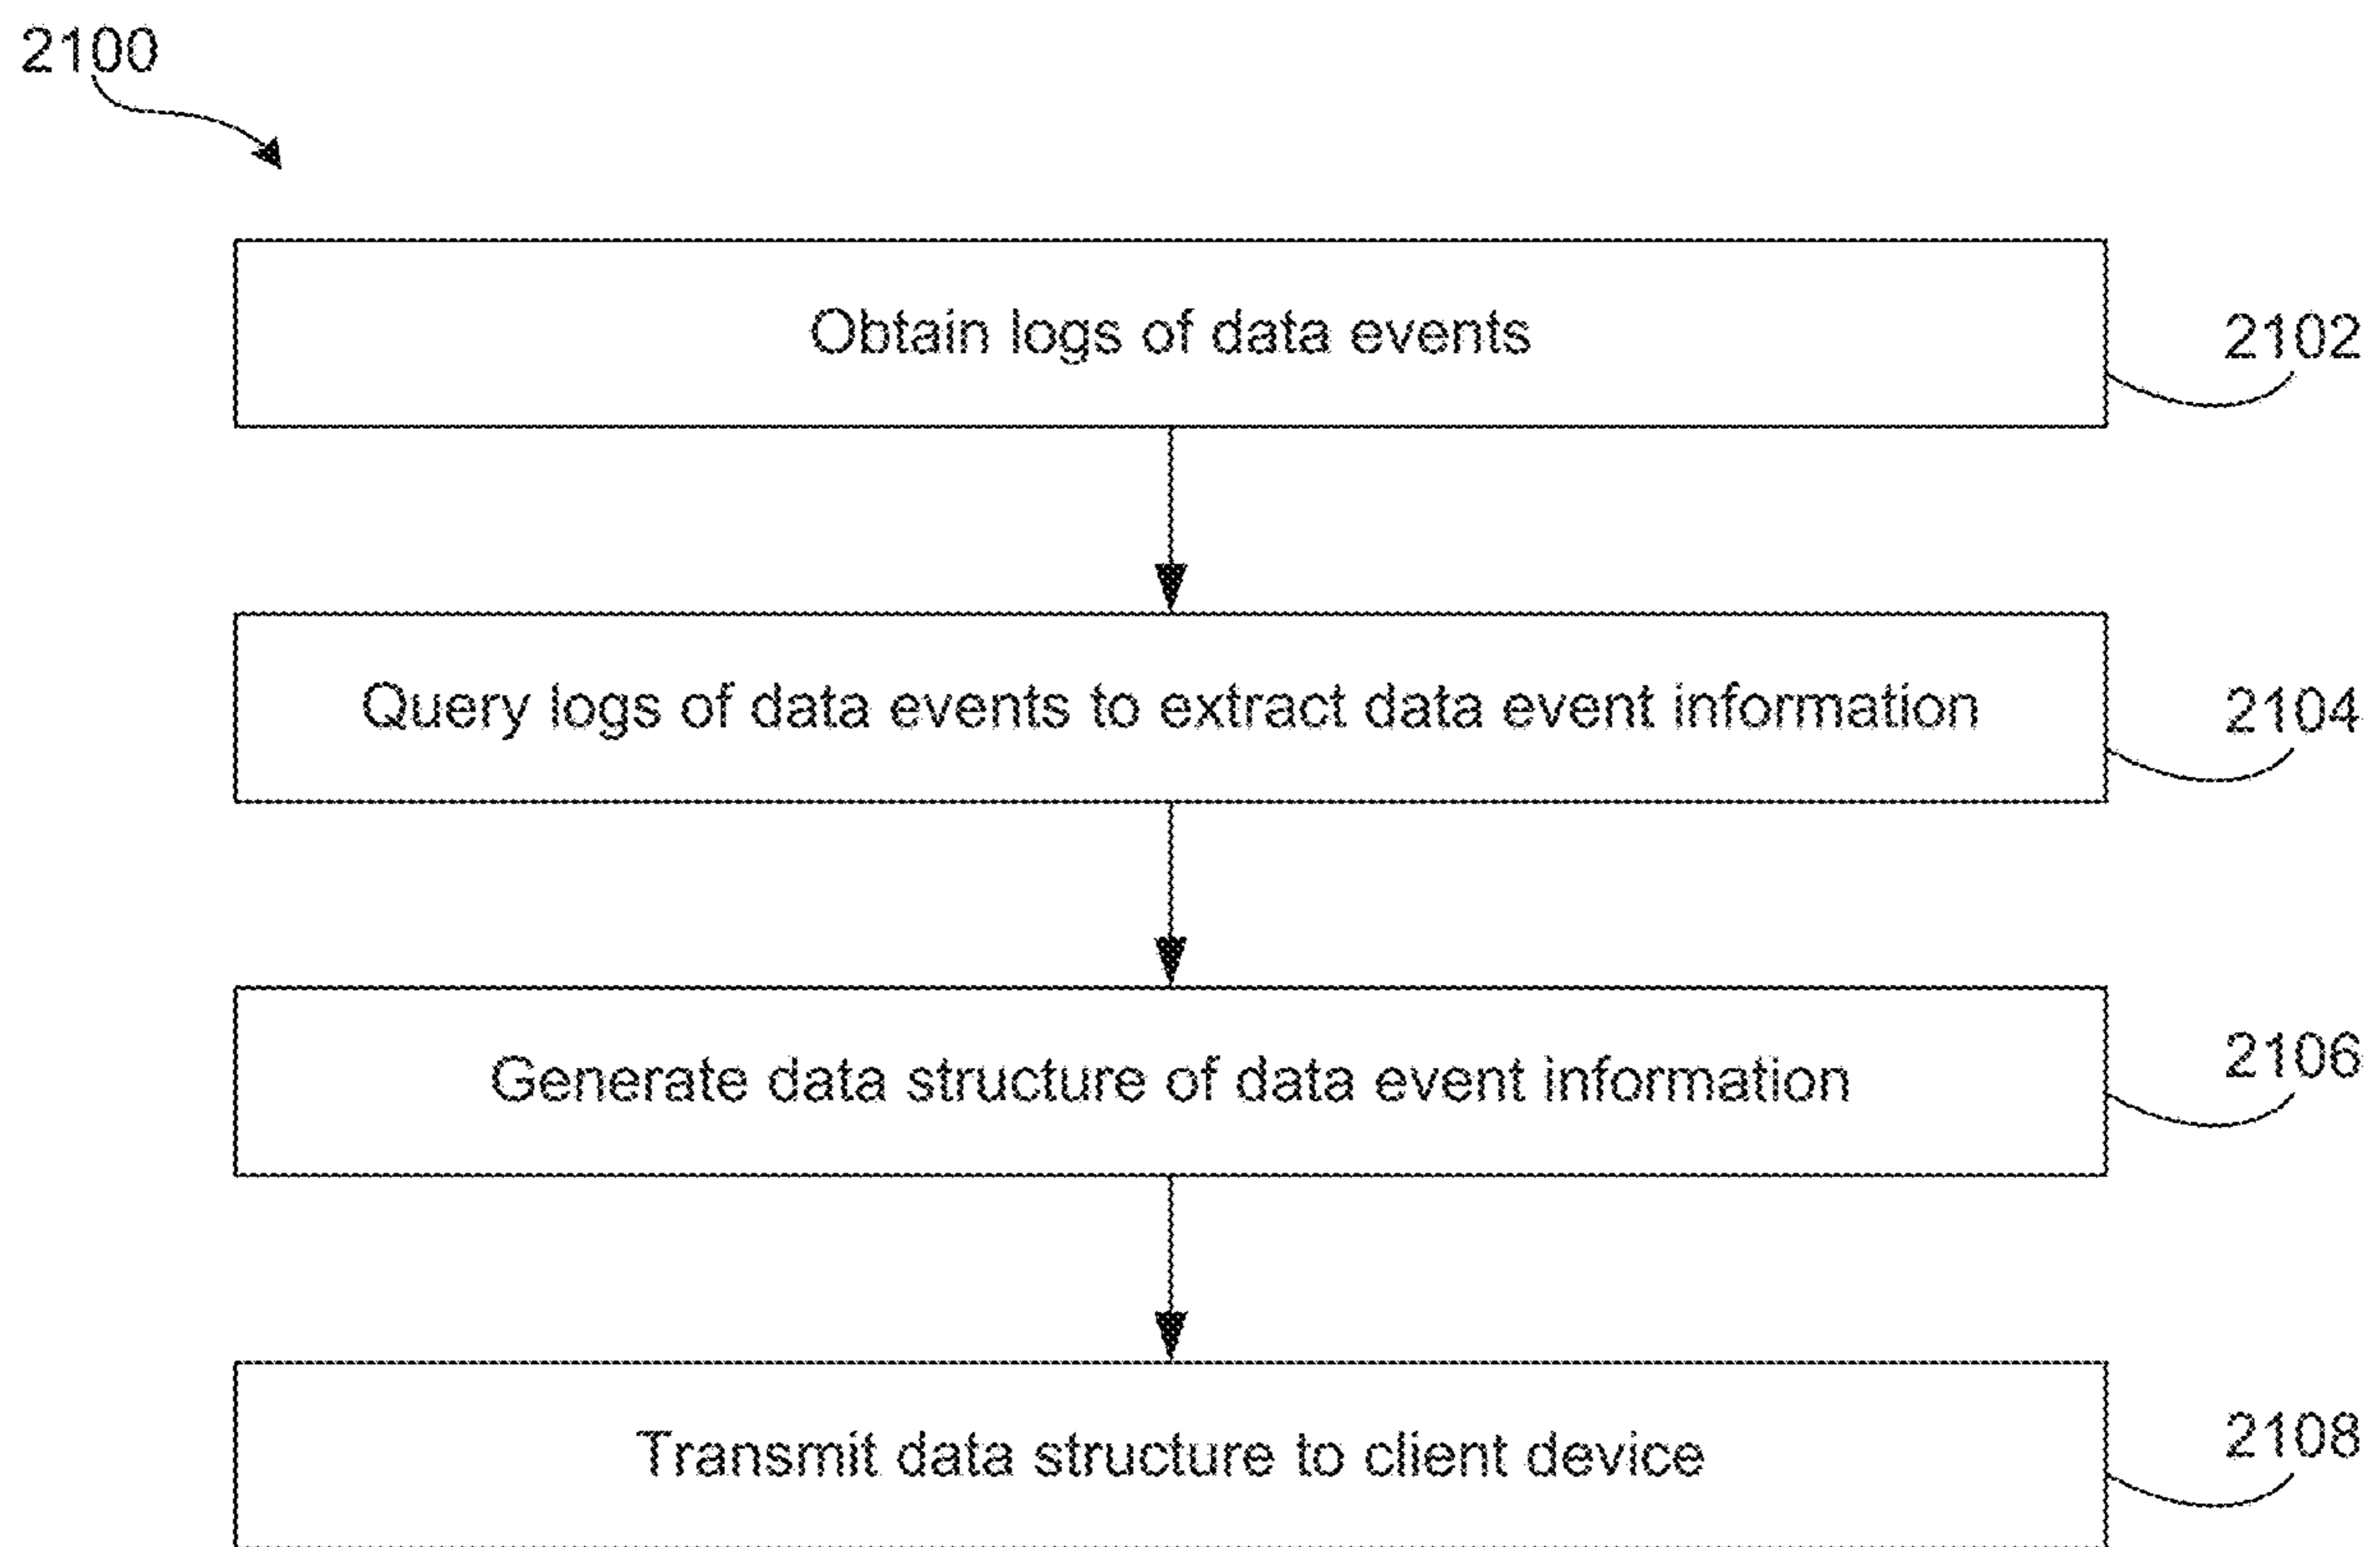 2100
Obtain logs of data events
2102
Query logs of data events to extract data event information
2104
Generate data structure of data event information
2106
Transmit data structure to client device
2108